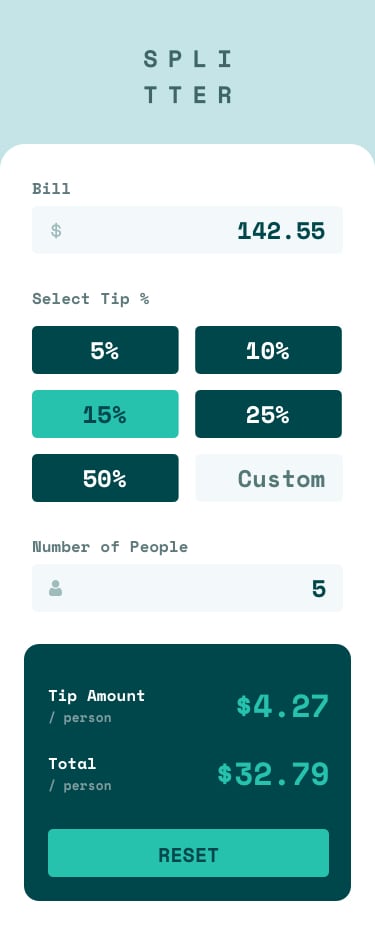 SPLI
TTER
Bill
$ 142.55
Select Tip %
5% 10%
15% 25%
50% Custom
Number of People
5
Tip Amount
/ person
$4.27
Total
/ person
$32.79
RESET